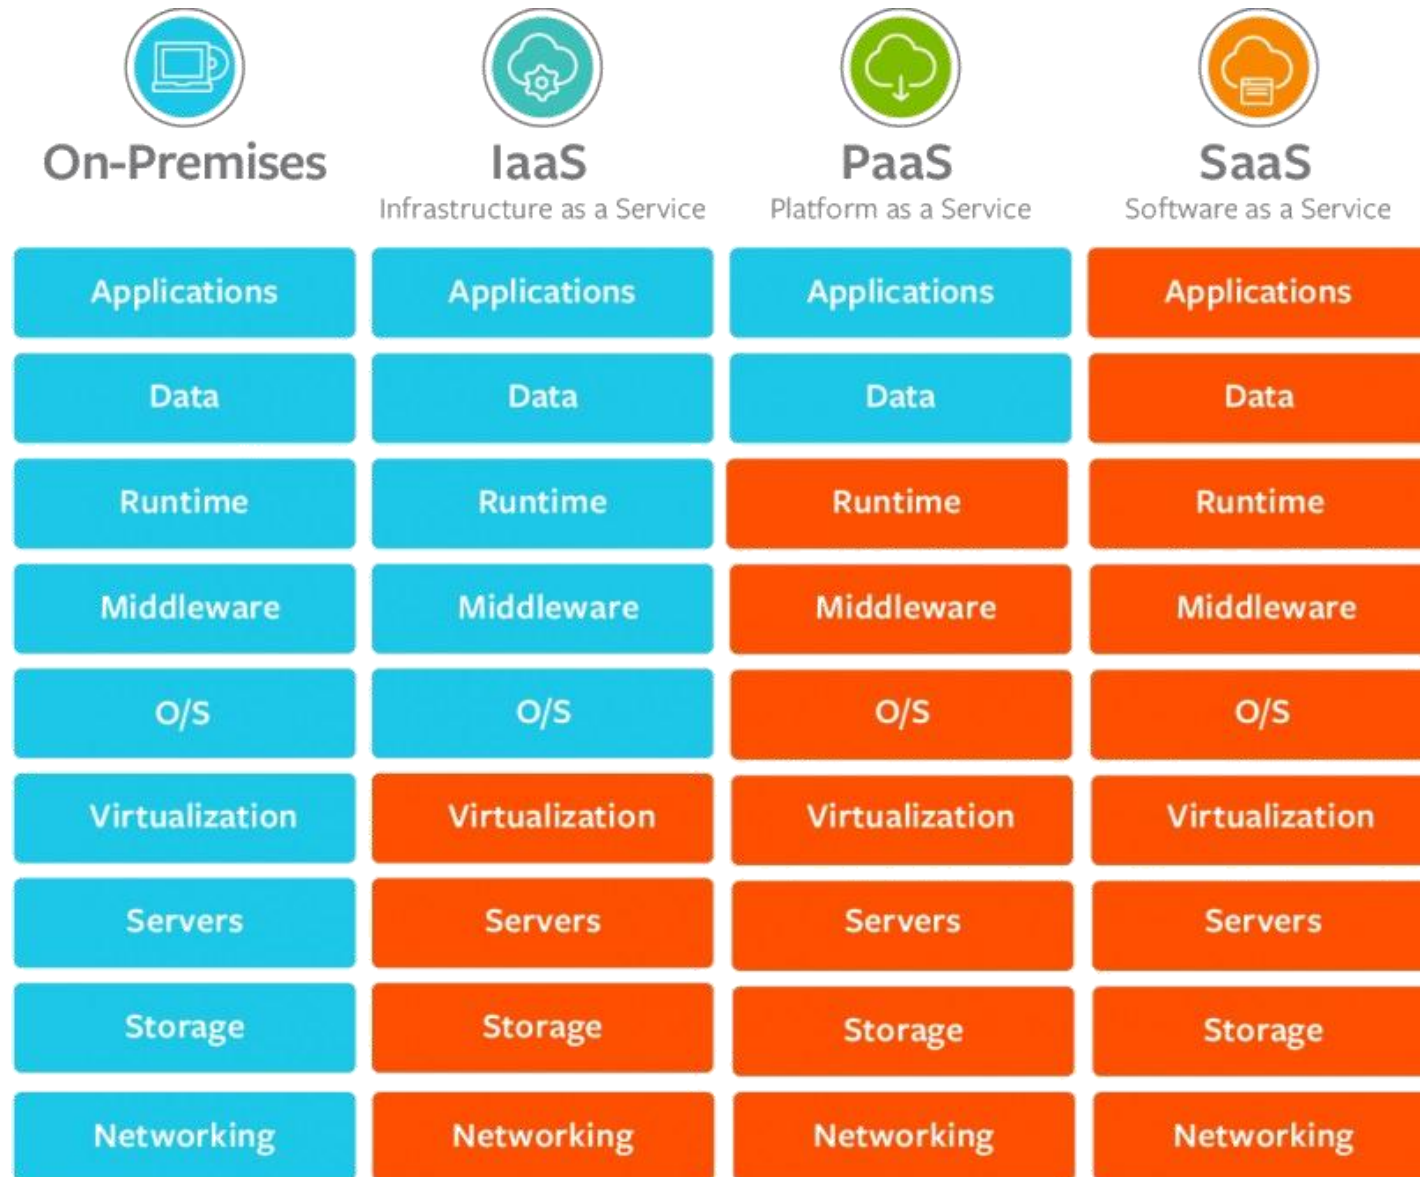 On-Premises
IaaS
Infrastructure as a Service
PaaS
Platform as a Service
SaaS
Software as a Service
Applications
Applications
Applications
Applications
Data
Data
Data
Data
Runtime
Runtime
Runtime
Runtime
Middleware
Middleware
Middleware
Middleware
O/S
O/S
O/S
O/S
Virtualization
Virtualization
Virtualization
Virtualization
Servers
Servers
Servers
Servers
Storage
Storage
Storage
Storage
Networking
Networking
Networking
Networking